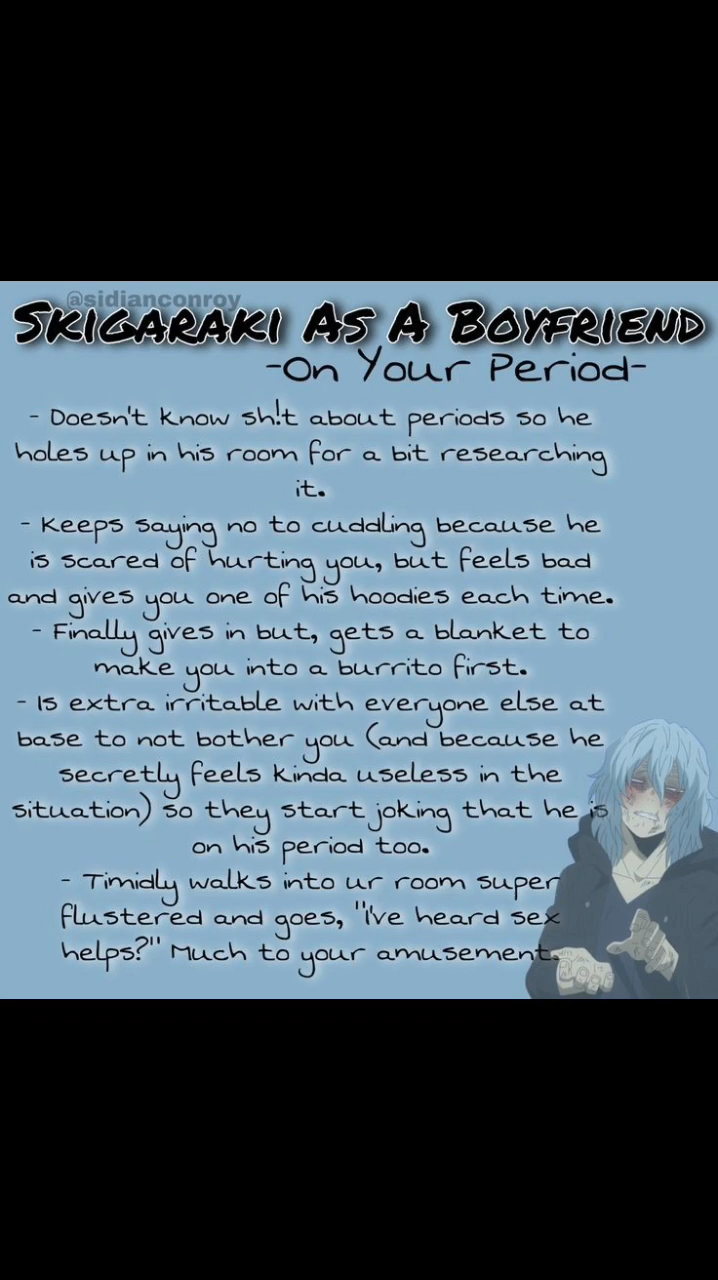 @sidianconroy
Skigaraki As A Boyfriend
-On Your Period-
- Doesn't know sh!t about periods so he
holes up in his room for a bit researching
it.
- Keeps saying no to cuddling because he
is scared of hurting you, but feels bad
and gives you one of his hoodies each time.
- Finally gives in but, gets a blanket to
make you into a burrito first.
- Is extra irritable with everyone else at
base to not bother you (and because he
secretly feels kinda useless in the
situation) so they start joking that he is
on his period too.
- Timidly walks into ur room super
flustered and goes, "I've heard sex
helps?" Much to your amusement.